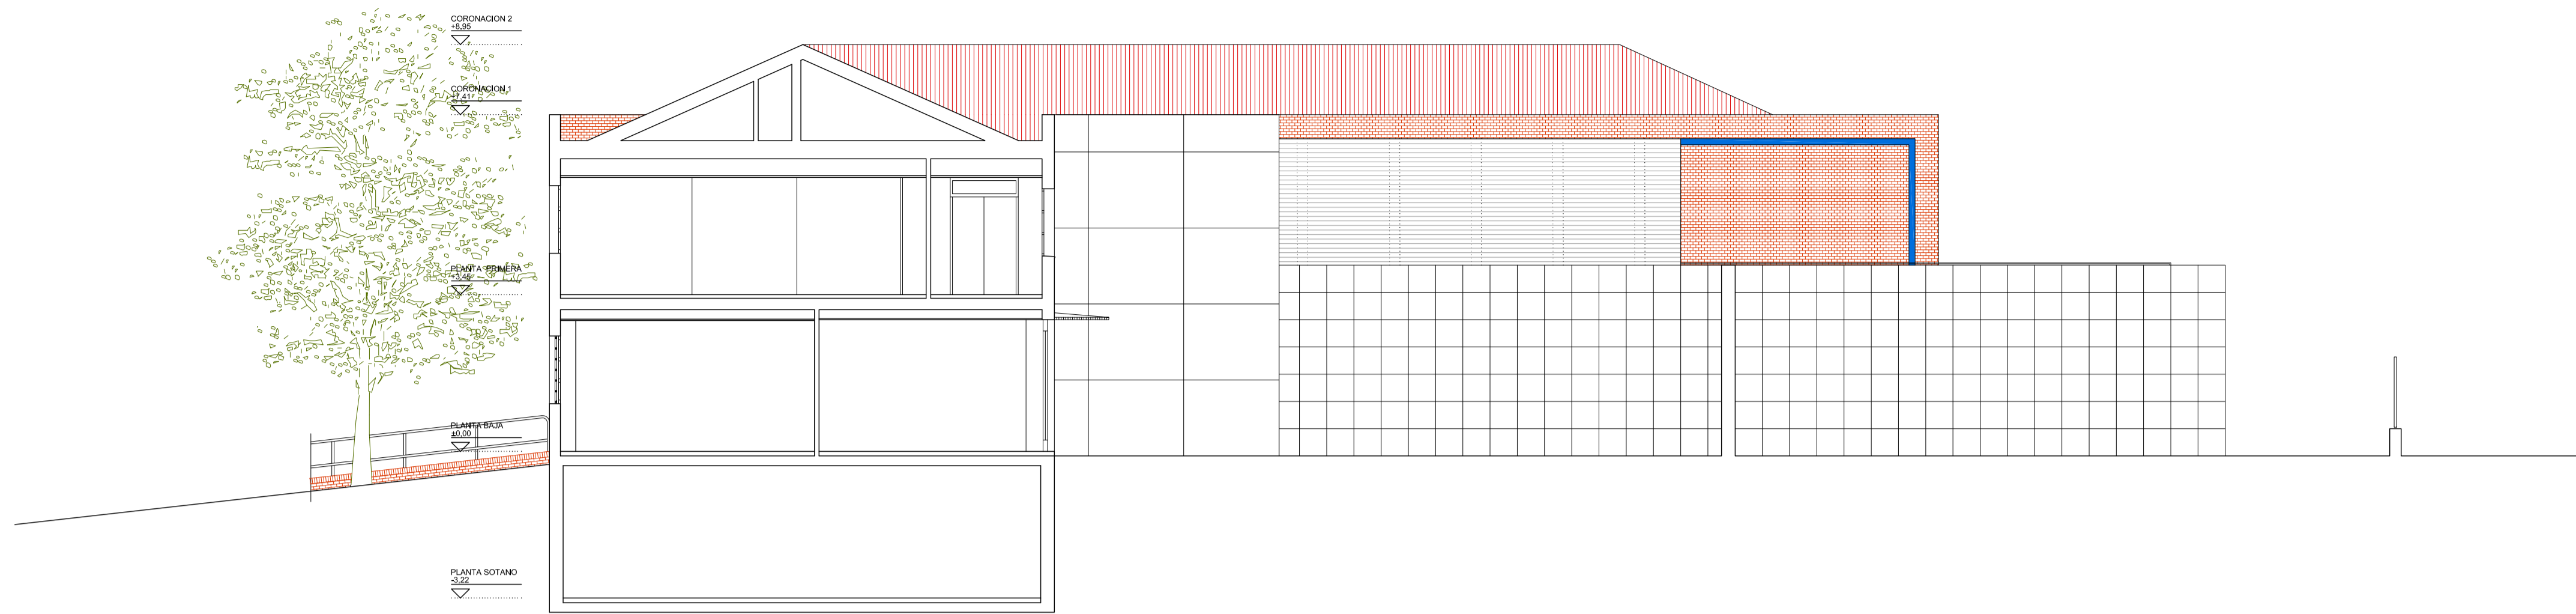 CORONACION 2
+8,95
CORONACION 1
+7,41
PLANTA PRIMERA
+3,45
PLANTA BAJA
±0,00
PLANTA SOTANO
-3,22